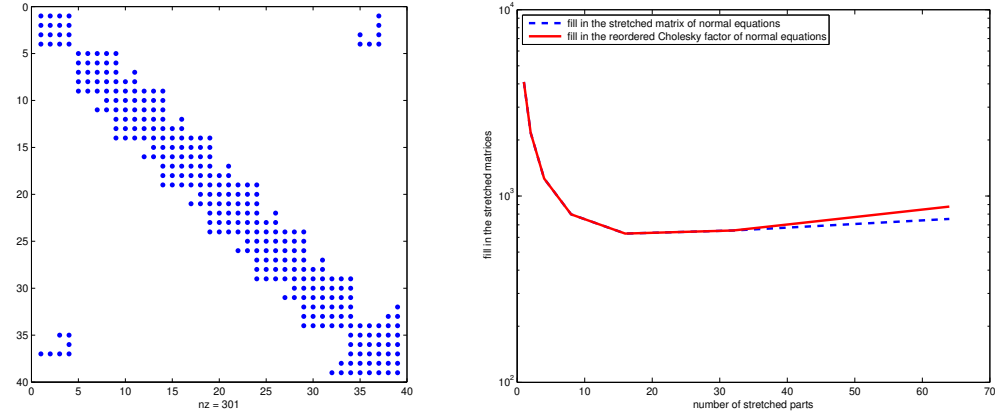 0
5
10
15
20
25
30
35
40
0 5 10 15 20 25 30 35 40
nz = 301
10^4
10^3
10^2
fill in the stretched matrices
fill in the stretched matrix of normal equations
fill in the reordered Cholesky factor of normal equations
0 10 20 30 40 50 60 70
number of stretched parts